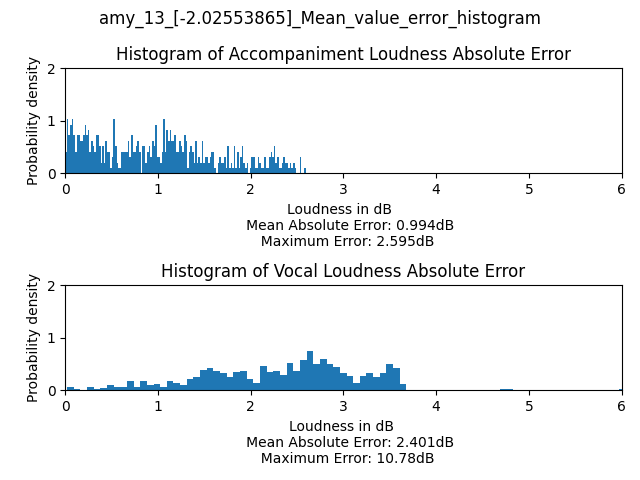 amy_13_[-2.02553865]_Mean_value_error_histogram
Histogram of Accompaniment Loudness Absolute Error
Probability density
2
1
0
0 1 2 3 4 5 6
Loudness in dB
Mean Absolute Error: 0.994dB
Maximum Error: 2.595dB
Histogram of Vocal Loudness Absolute Error
Probability density
2
1
0
0 1 2 3 4 5 6
Loudness in dB
Mean Absolute Error: 2.401dB
Maximum Error: 10.78dB